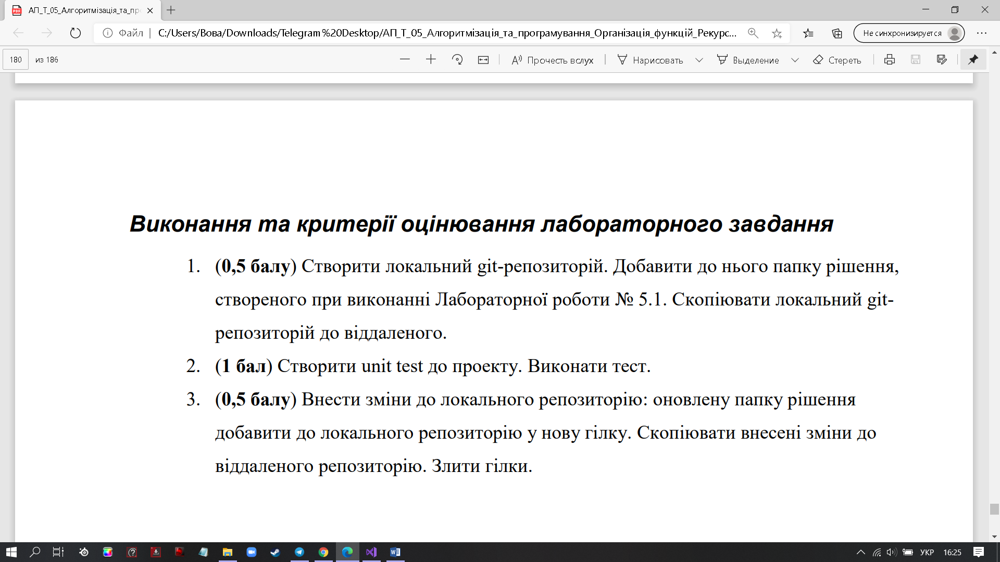 АП_Т_05_Алгоритмізація_та_пр
Файл
C:/Users/Вова/Downloads/Telegram%20Desktop/АП_Т_05_Алгоритмізація_та_програмування_Організація_функцій_Рекурс...
Не синхронизируется
180 из 186
Прочесть вслух
Нарисовать
Выделение
Стереть
Виконання та критерії оцінювання лабораторного завдання
1. (0,5 балу) Створити локальний git-репозиторій. Добавити до нього папку рішення,
створеного при виконанні Лабораторної роботи № 5.1. Скопіювати локальний git-
репозиторій до віддаленого.
2. (1 бал) Створити unit test до проекту. Виконати тест.
3. (0,5 балу) Внести зміни до локального репозиторію: оновлену папку рішення
добавити до локального репозиторію у нову гілку. Скопіювати внесені зміни до
віддаленого репозиторію. Злити гілки.
УКР
16:25